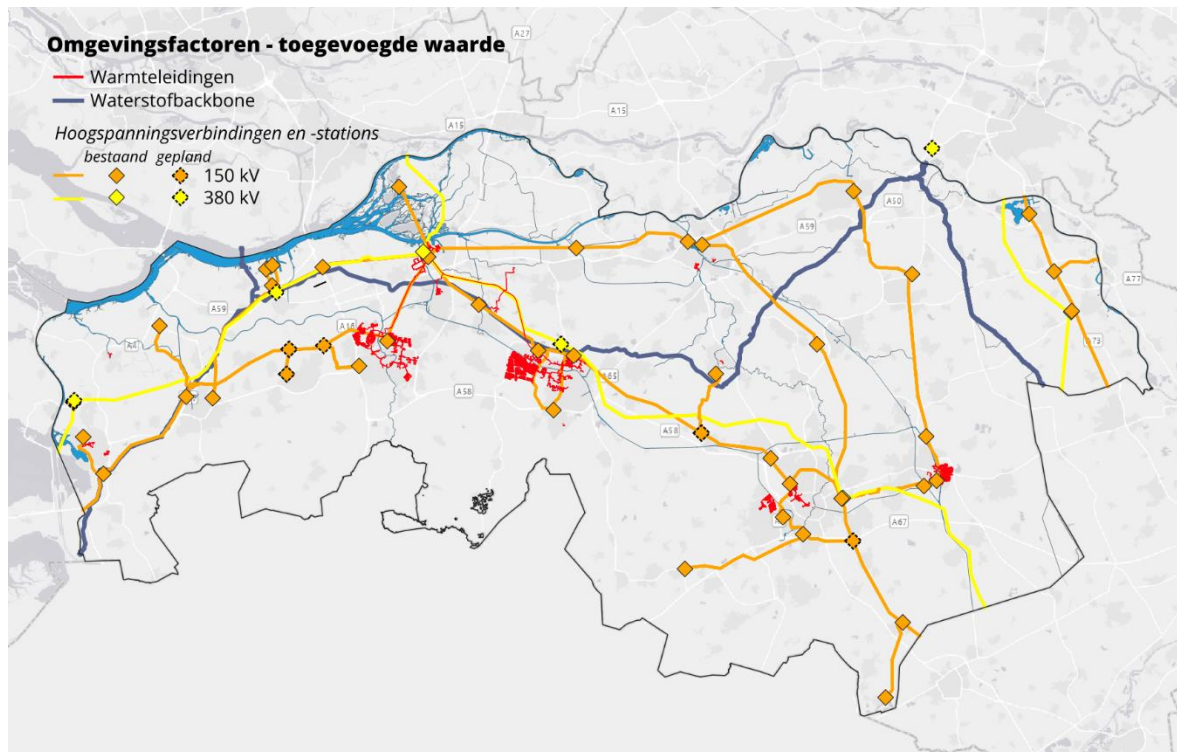 Omgevingsfactoren - toegevoegde waarde
Warmteleidingen
Waterstofbackbone
Hoogspanningsverbindingen en -stations
bestaand gepland
150 kV
380 kV
A27
A15
A15
A50
A59
A77
A59
A73
A4
A16
A65
A58
A58
A67